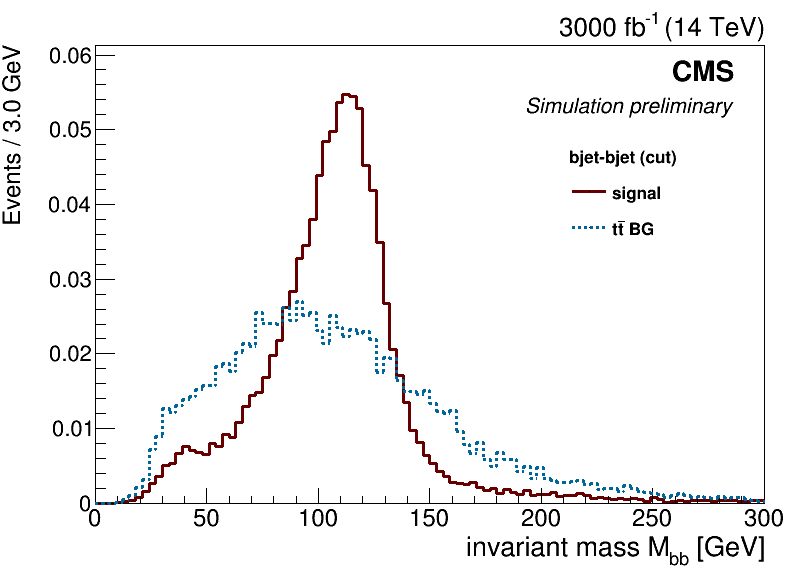 3000 fb-1 (14 TeV)
Events / 3.0 GeV
CMS
Simulation preliminary
bjet-bjet (cut)
signal
tt̄ BG
0.06
0.05
0.04
0.03
0.02
0.01
0
0 50 100 150 200 250 300
invariant mass Mbb [GeV]